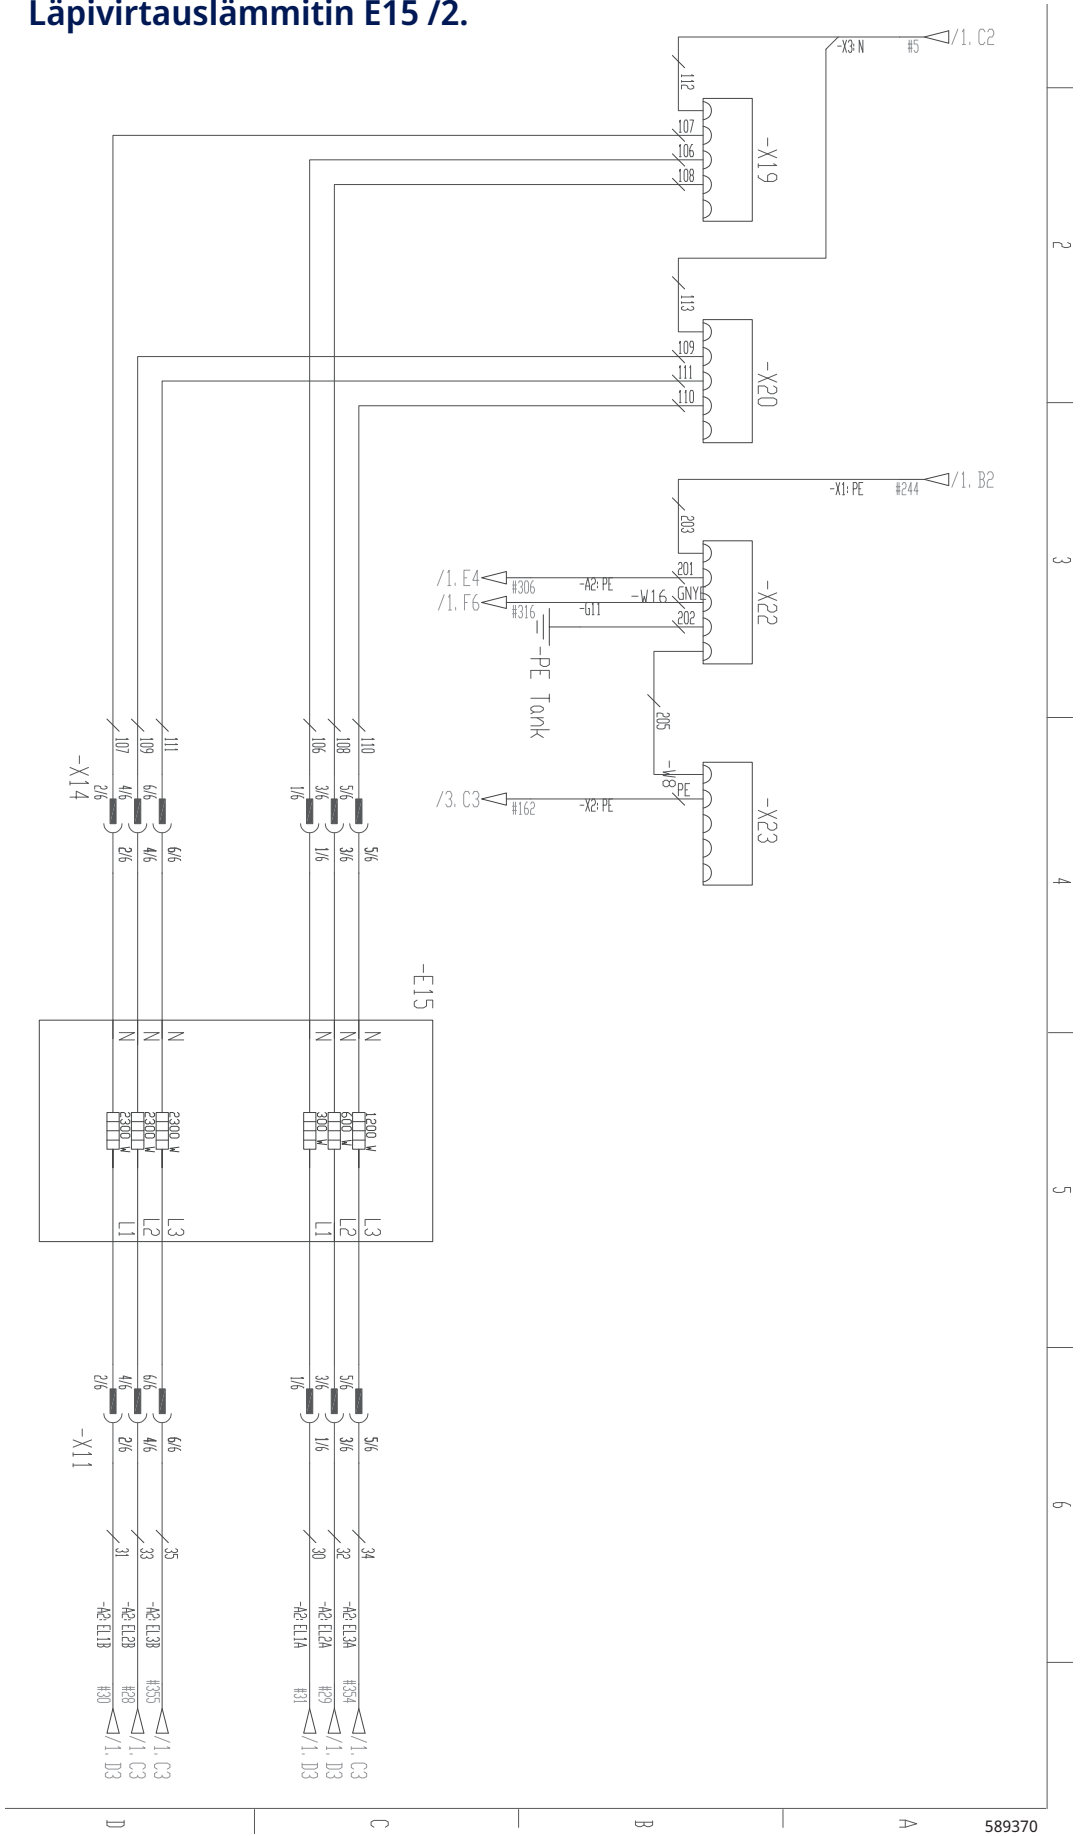 Läpivirtauslämmitin E15 /2.
-X3:N
#5
/1.C2
112
107
106
108
-X19
2
113
109
111
110
-X20
-X1:PE
#244
/1.B2
203
201
/1.E4
#306
-A2:PE
-W16
GNYE
/1.F6
#316
-G11
202
-X22
3
-PE Tank
205
-W8
PE
/3.C3
#162
-X2:PE
-X23
4
107
109
111
106
108
110
-X14
2/6
4/6
6/6
1/6
3/6
5/6
2/6
4/6
6/6
1/6
3/6
5/6
-E15
N
N
N
N
N
N
2300 W
2300 W
2300 W
300 W
600 W
1200 W
L1
L2
L3
L1
L2
L3
5
2/6
4/6
6/6
1/6
3/6
5/6
-X11
2/6
4/6
6/6
1/6
3/6
5/6
6
31
33
35
30
32
34
-A2:EL1B
-A2:EL2B
-A2:EL3B
-A2:EL1A
-A2:EL2A
-A2:EL3A
#30
#28
#355
#31
#29
#354
/1.D3
/1.C3
/1.C3
/1.D3
/1.D3
/1.C3
D
C
B
A
589370